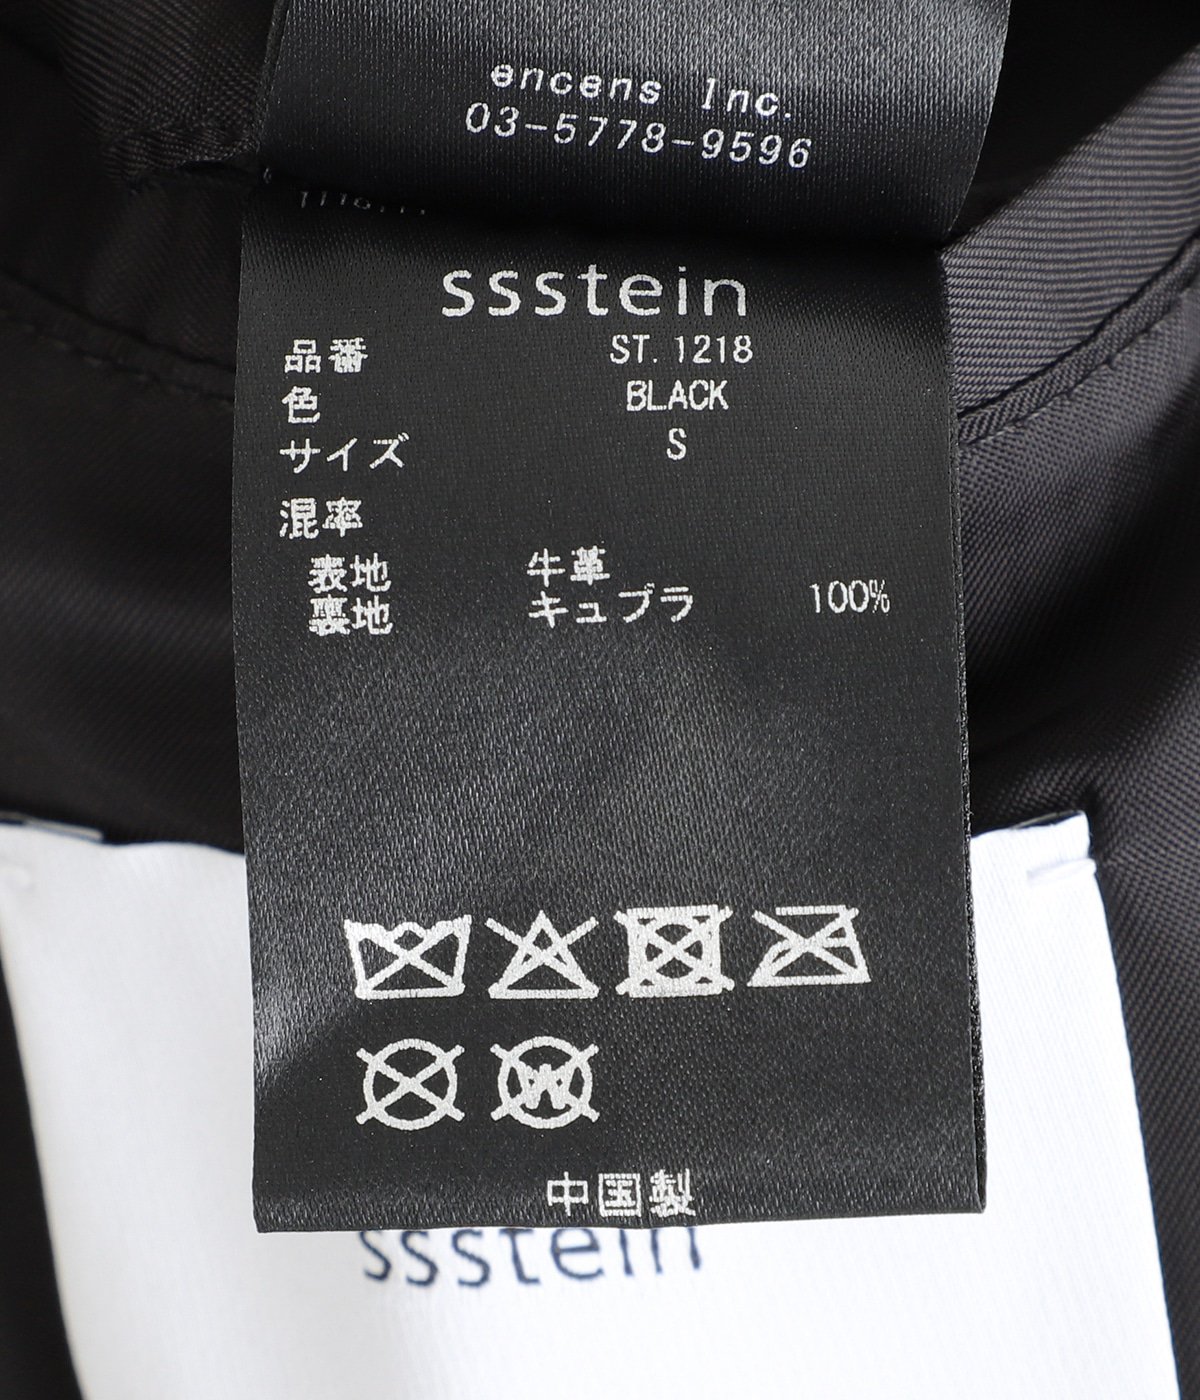 encens Inc.
03-5778-9596
ssstein
品番 ST. 1218
色 BLACK
サイズ S
混率
表地 牛革
裏地 キュプラ 100%
W
中国製
ssstein